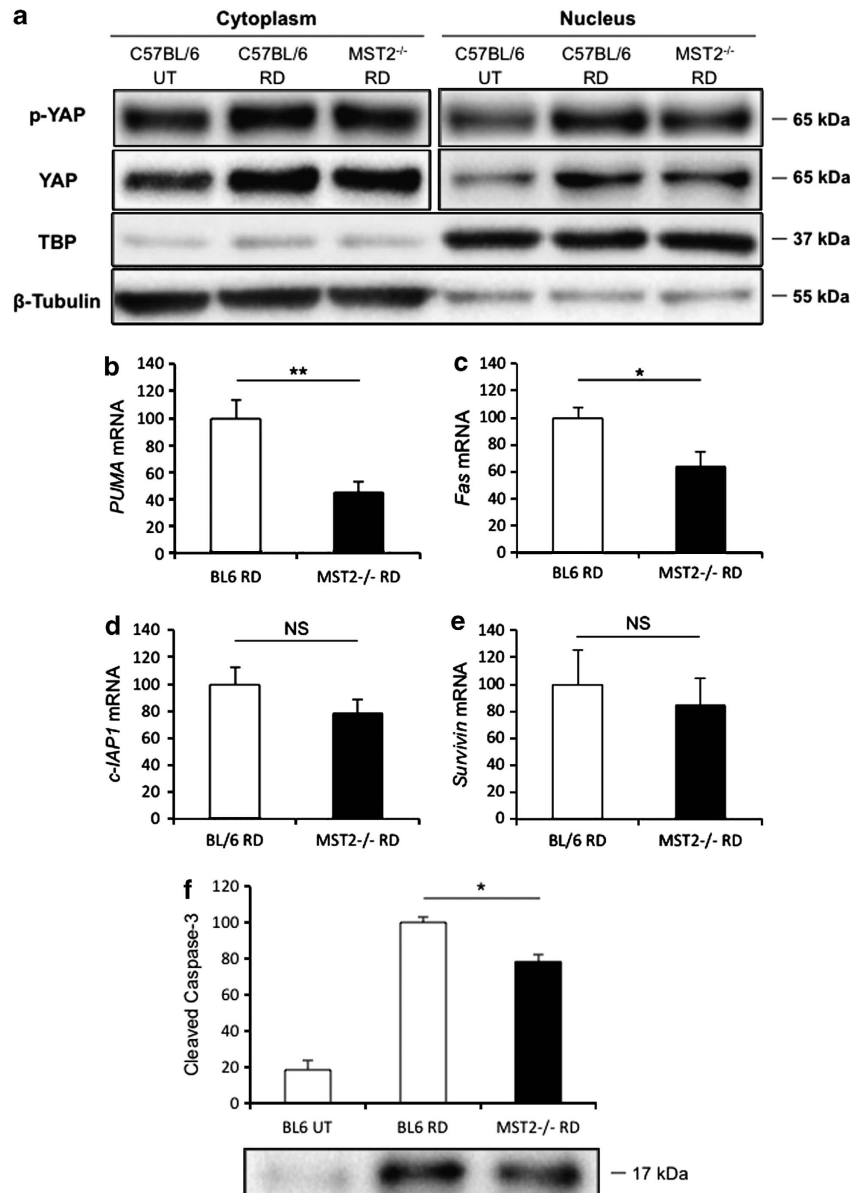 a
Cytoplasm Nucleus
C57BL/6 UT C57BL/6 RD MST2-/- RD C57BL/6 UT C57BL/6 RD MST2-/- RD
p-YAP — 65 kDa
YAP — 65 kDa
TBP — 37 kDa
β-Tubulin — 55 kDa
b
PUMA mRNA
140
120
100
80
60
40
20
0
**
BL6 RD MST2-/- RD
c
Fas mRNA
140
120
100
80
60
40
20
0
*
BL6 RD MST2-/- RD
d
c-IAP1 mRNA
140
120
100
80
60
40
20
0
NS
BL/6 RD MST2-/- RD
e
Survivin mRNA
140
120
100
80
60
40
20
0
NS
BL/6 RD MST2-/- RD
f
Cleaved Caspase-3
120
100
80
60
40
20
0
*
BL6 UT BL6 RD MST2-/- RD
— 17 kDa